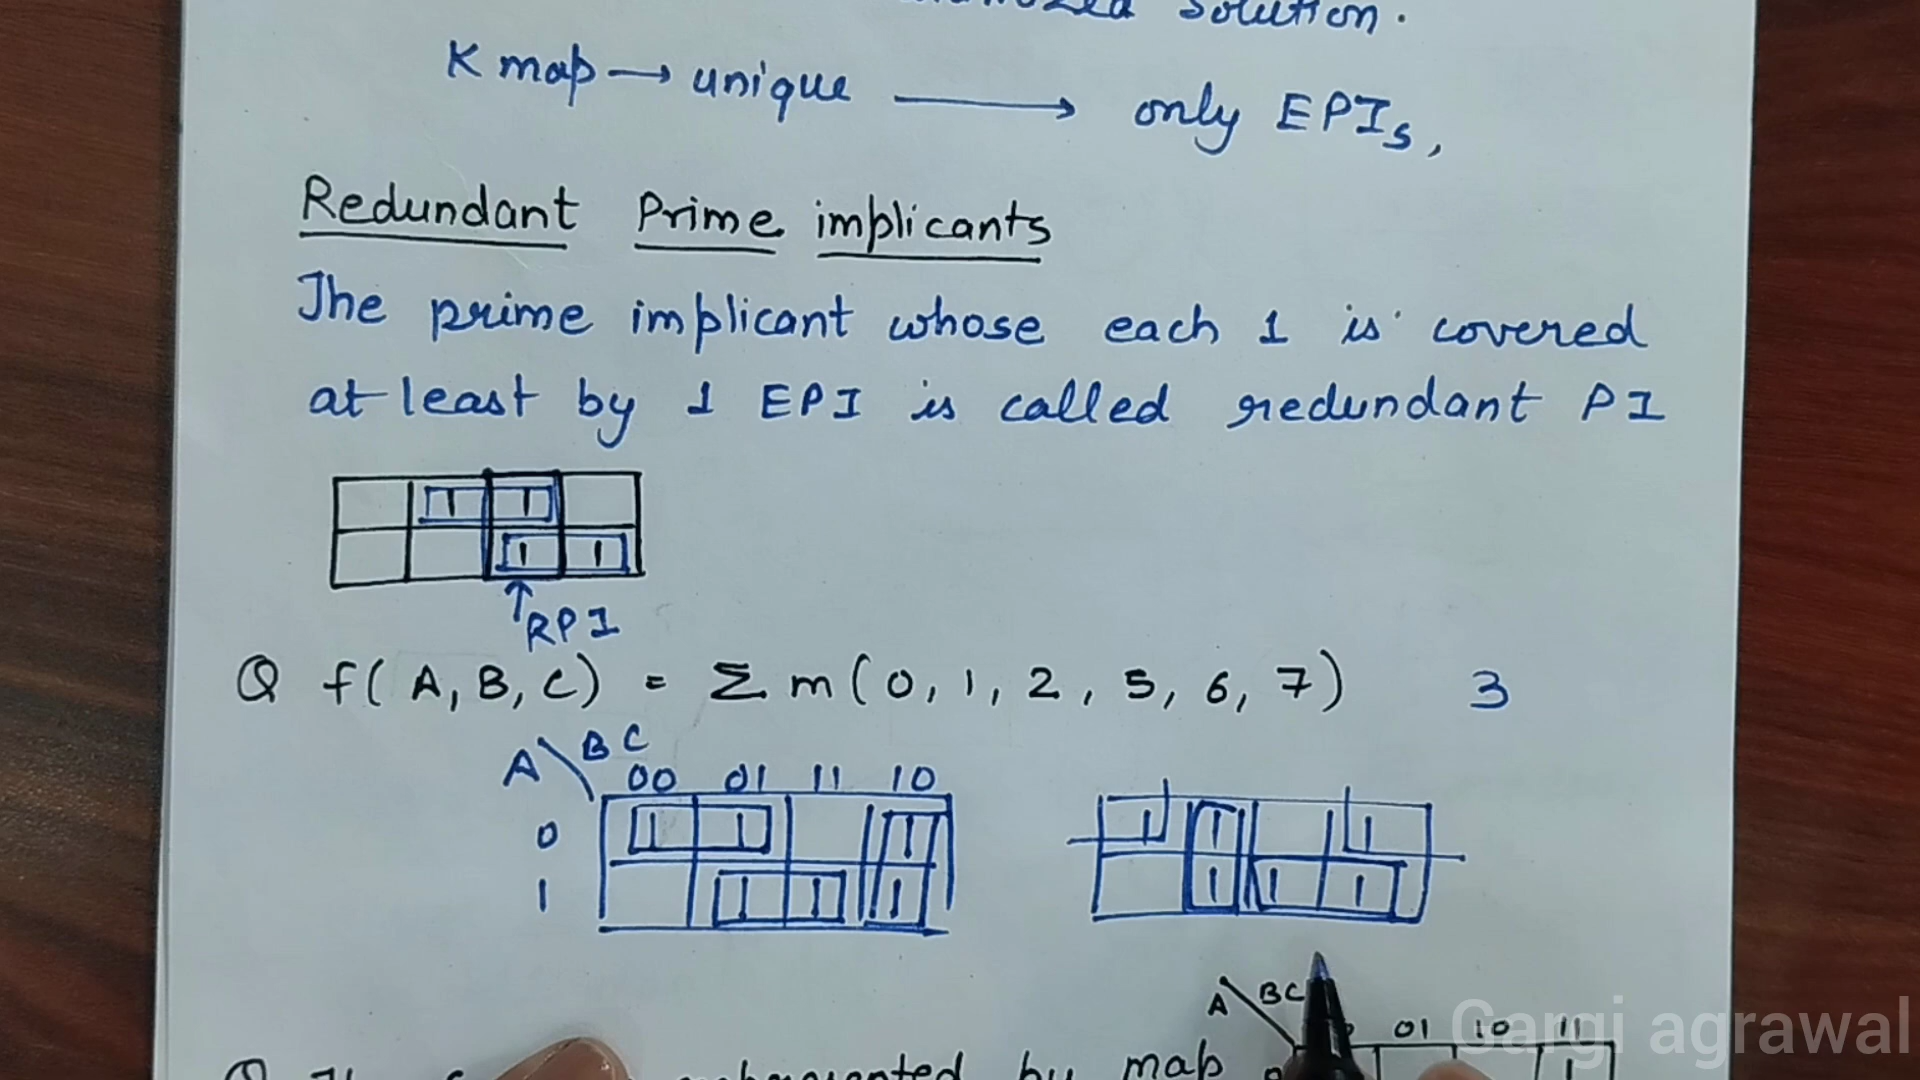 solution.
K map → unique → only EPIs,
Redundant Prime implicants
The prime implicant whose each 1 is covered
at least by 1 EPI is called redundant PI
1 1
1 1
↑RPI
Q f(A, B, C) = Σ m(0, 1, 2, 5, 6, 7) 3
A \ BC
00 01 11 10
0 1 1 1 1 1 1
1 1 1 1 1 1 1
A \ BC
01 10 11
Q by map
Gargi agrawal